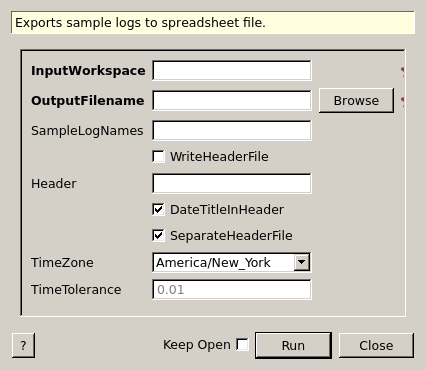 Exports sample logs to spreadsheet file.
InputWorkspace
OutputFilename Browse
SampleLogNames
WriteHeaderFile
Header
DateTitleInHeader
SeparateHeaderFile
TimeZone America/New_York
TimeTolerance 0.01
? Keep Open Run Close